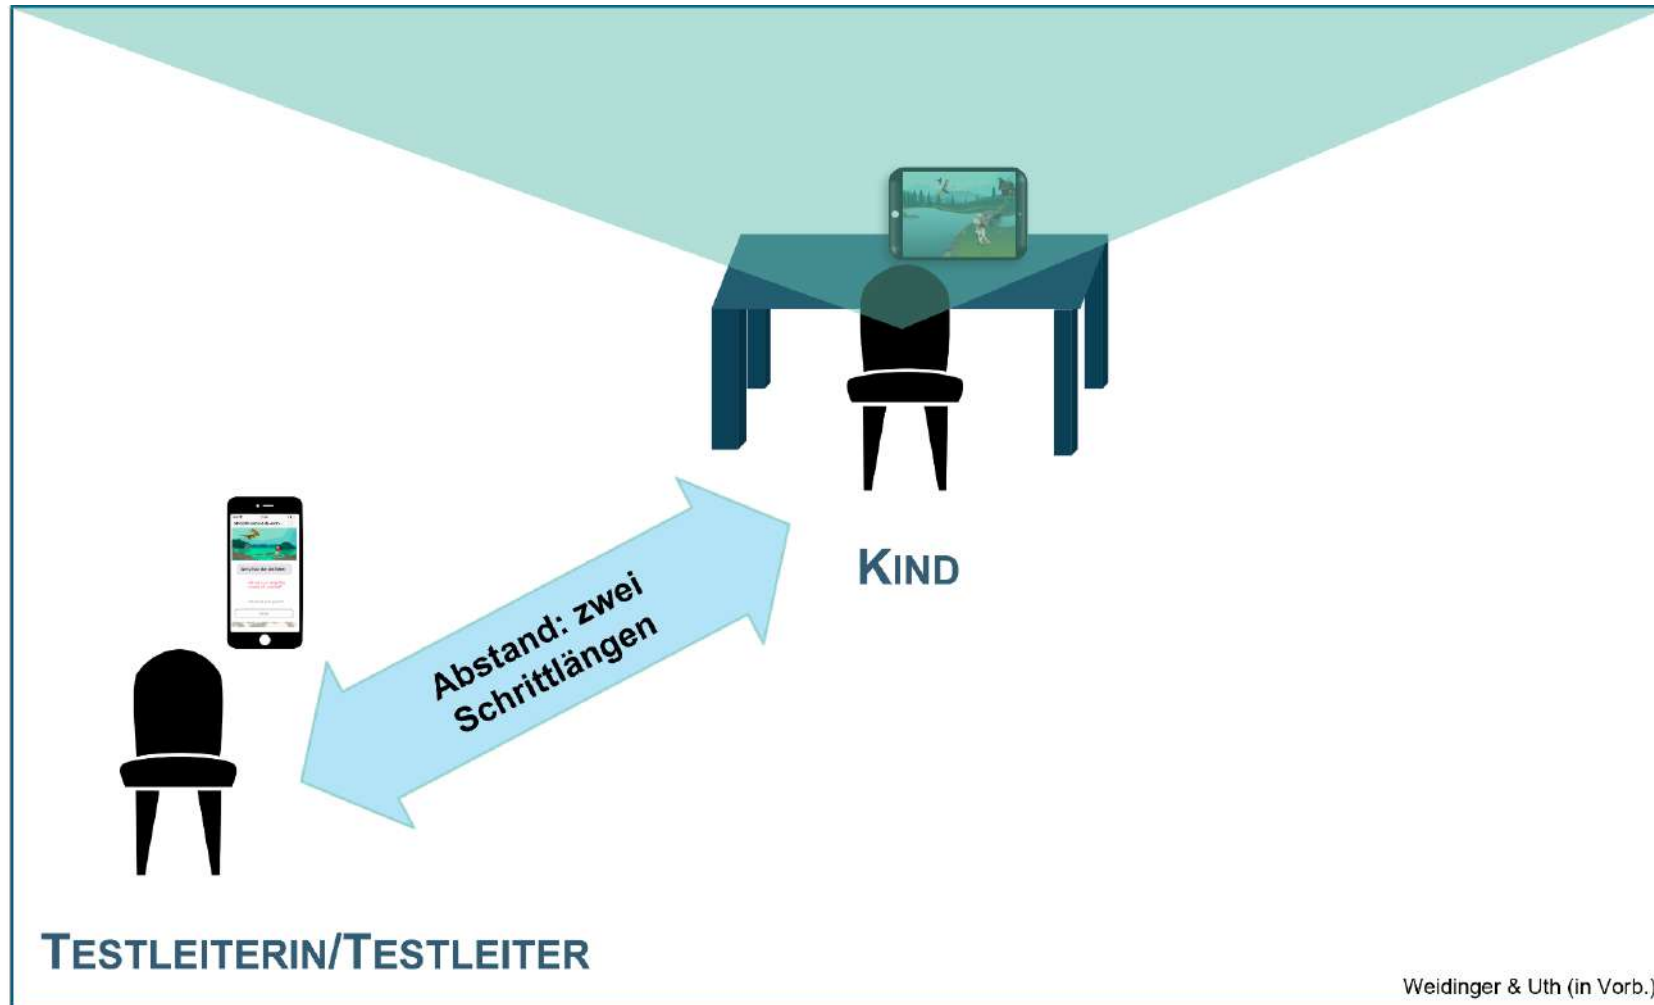 KIND
Abstand: zwei
Schrittlängen
TESTLEITERIN/TESTLEITER
Weidinger & Uth (in Vorb.)